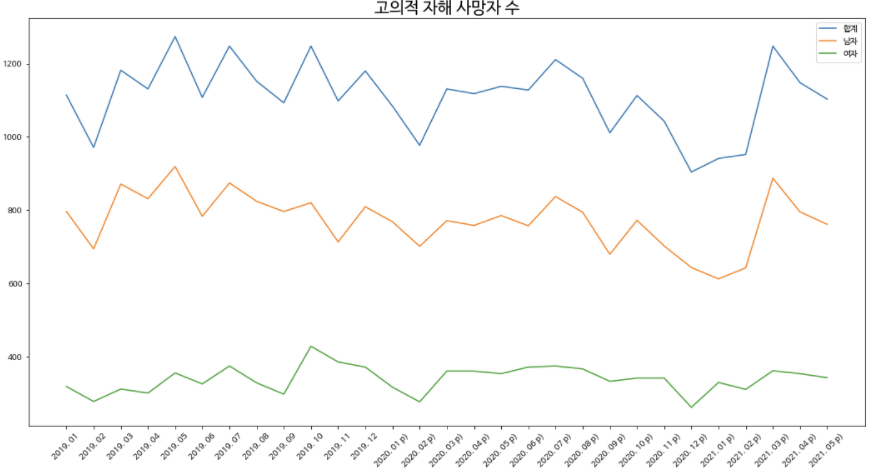 고의적 자해 사망자 수
합계
남자
여자
1200
1000
800
600
400
2019. 01
2019. 02
2019. 03
2019. 04
2019. 05
2019. 06
2019. 07
2019. 08
2019. 09
2019. 10
2019. 11
2019. 12
2020. 01 p)
2020. 02 p)
2020. 03 p)
2020. 04 p)
2020. 05 p)
2020. 06 p)
2020. 07 p)
2020. 08 p)
2020. 09 p)
2020. 10 p)
2020. 11 p)
2020. 12 p)
2021. 01 p)
2021. 02 p)
2021. 03 p)
2021. 04 p)
2021. 05 p)